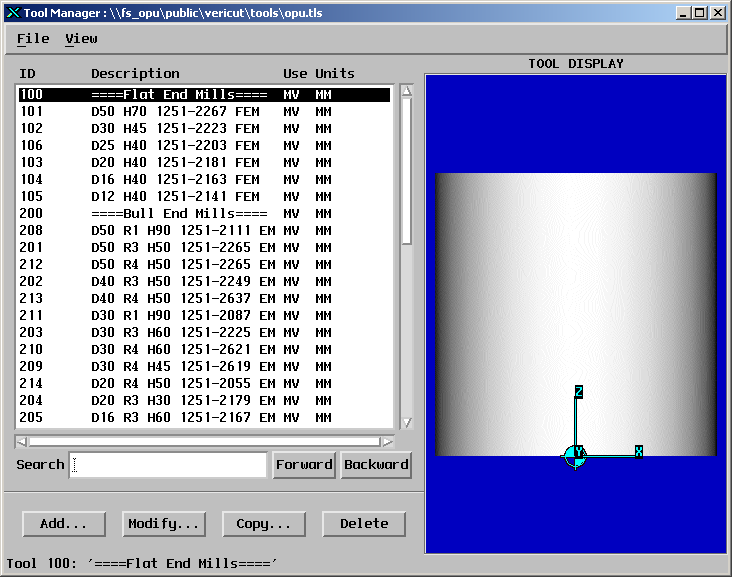 Tool Manager : \\fs_opu\public\vericut\tools\opu.tls
File View
TOOL DISPLAY
ID Description Use Units
100 ====Flat End Mills==== MV MM
101 D50 H70 1251-2267 FEM MV MM
102 D30 H45 1251-2223 FEM MV MM
106 D25 H40 1251-2203 FEM MV MM
103 D20 H40 1251-2181 FEM MV MM
104 D16 H40 1251-2163 FEM MV MM
105 D12 H40 1251-2141 FEM MV MM
200 ====Bull End Mills==== MV MM
208 D50 R1 H90 1251-2111 EM MV MM
201 D50 R3 H50 1251-2265 EM MV MM
212 D50 R4 H50 1251-2265 EM MV MM
202 D40 R3 H50 1251-2249 EM MV MM
213 D40 R4 H50 1251-2637 EM MV MM
211 D30 R1 H90 1251-2087 EM MV MM
203 D30 R3 H60 1251-2225 EM MV MM
210 D30 R4 H60 1251-2621 EM MV MM
209 D30 R4 H45 1251-2619 EM MV MM
214 D20 R4 H50 1251-2055 EM MV MM
204 D20 R3 H30 1251-2179 EM MV MM
205 D16 R3 H60 1251-2167 EM MV MM
Z
Y X
Search Forward Backward
Add... Modify... Copy... Delete
Tool 100: '====Flat End Mills===='